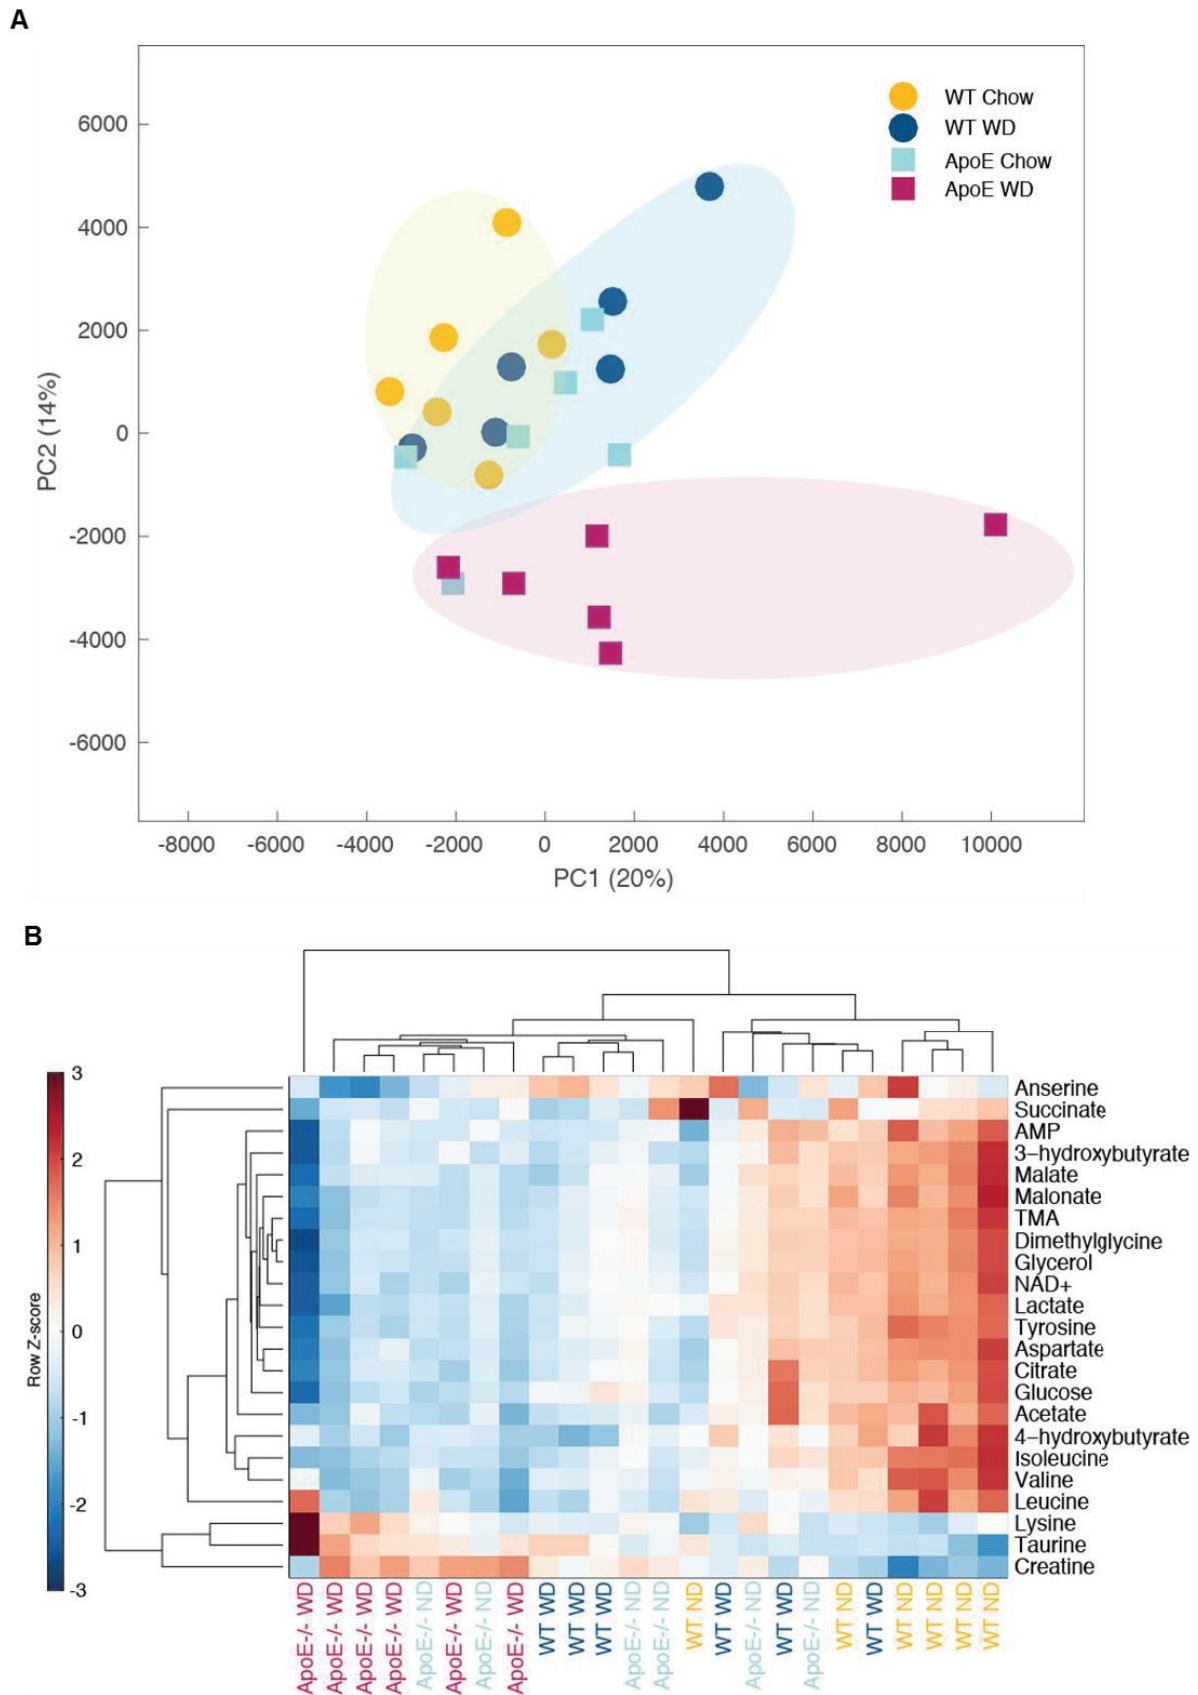 A
WT Chow
WT WD
ApoE Chow
ApoE WD
6000
4000
2000
0
-2000
-4000
-6000
PC2 (14%)
-8000 -6000 -4000 -2000 0 2000 4000 6000 8000 10000
PC1 (20%)
B
3
2
1
0
-1
-2
-3
Row Z-score
Anserine
Succinate
AMP
3-hydroxybutyrate
Malate
Malonate
TMA
Dimethylglycine
Glycerol
NAD+
Lactate
Tyrosine
Aspartate
Citrate
Glucose
Acetate
4-hydroxybutyrate
Isoleucine
Valine
Leucine
Lysine
Taurine
Creatine
ApoE-/- WD
ApoE-/- WD
ApoE-/- WD
ApoE-/- WD
ApoE-/- ND
ApoE-/- WD
ApoE-/- ND
ApoE-/- WD
WT WD
WT WD
WT WD
ApoE-/- ND
ApoE-/- ND
WT ND
WT WD
ApoE-/- ND
WT WD
ApoE-/- ND
WT ND
WT WD
WT ND
WT ND
WT ND
WT ND